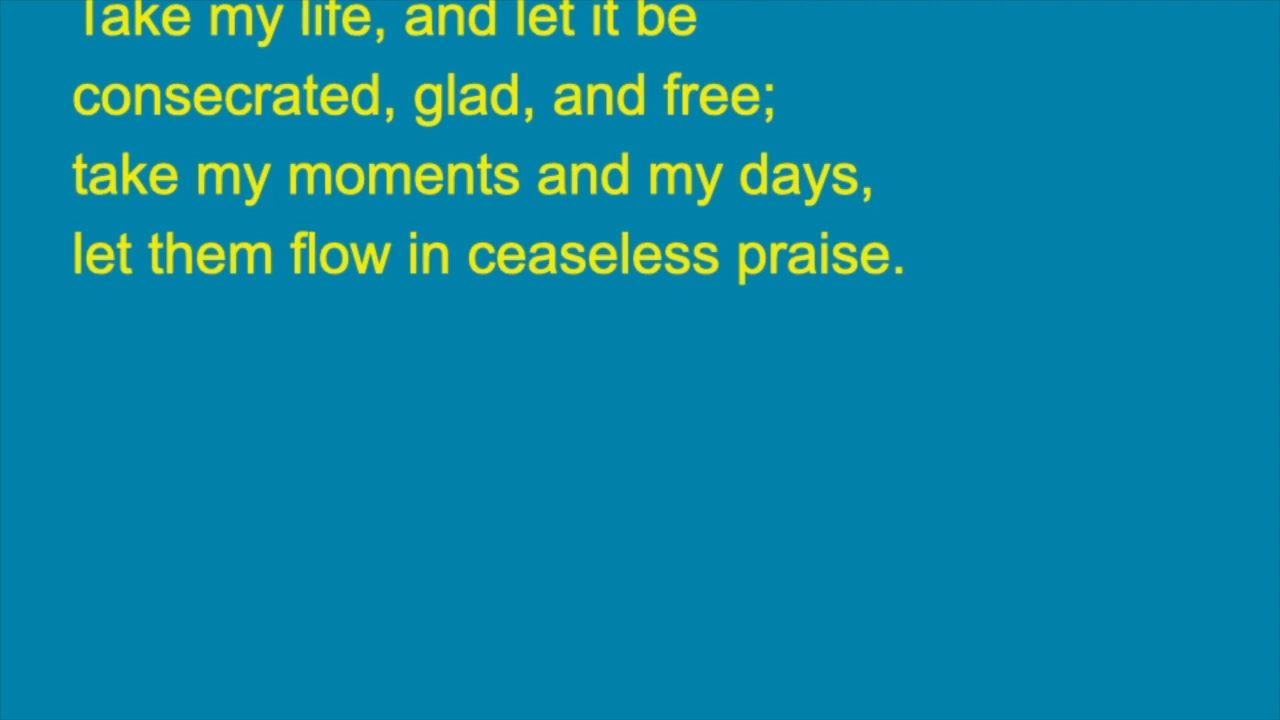 Take my life, and let it be
consecrated, glad, and free;
take my moments and my days,
let them flow in ceaseless praise.